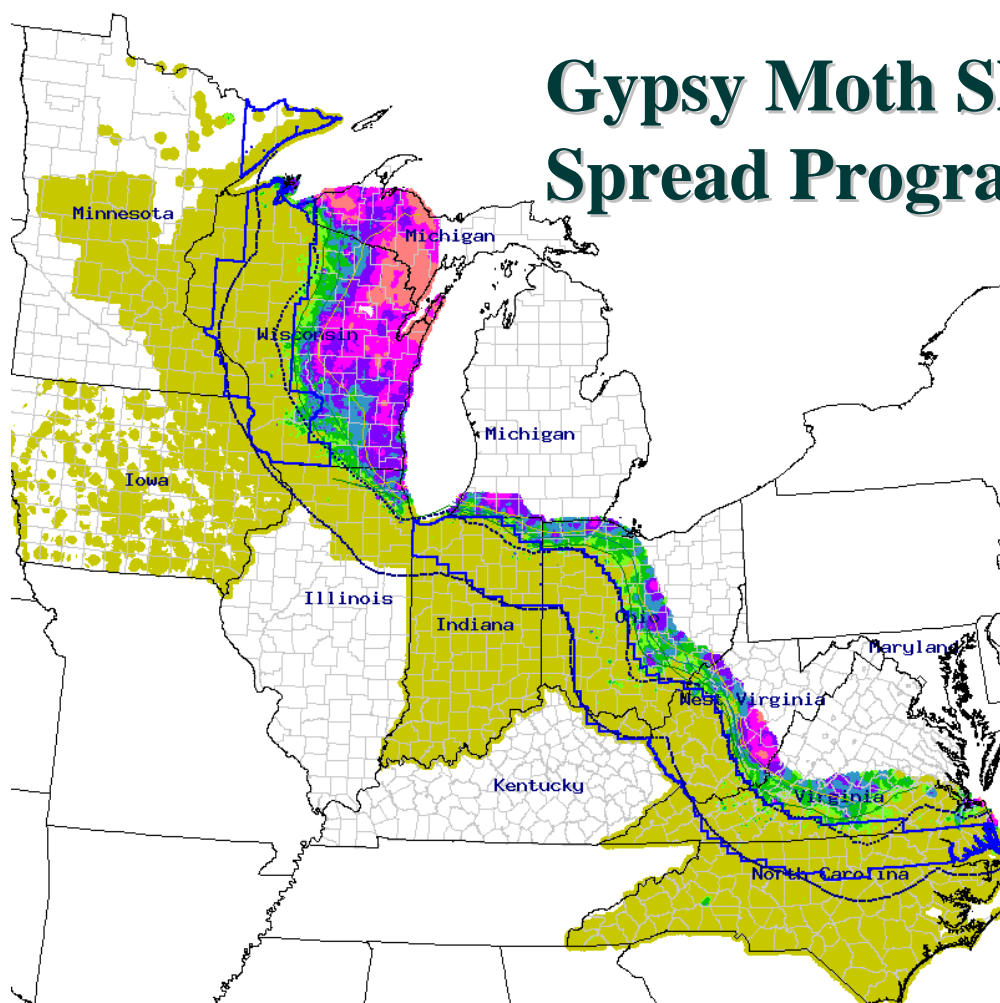 Gypsy Moth Sl
Spread Progra
Minnesota
Michigan
Wisconsin
Michigan
Iowa
Illinois
Indiana
Ohio
Maryland
West Virginia
Kentucky
Virginia
North Carolina